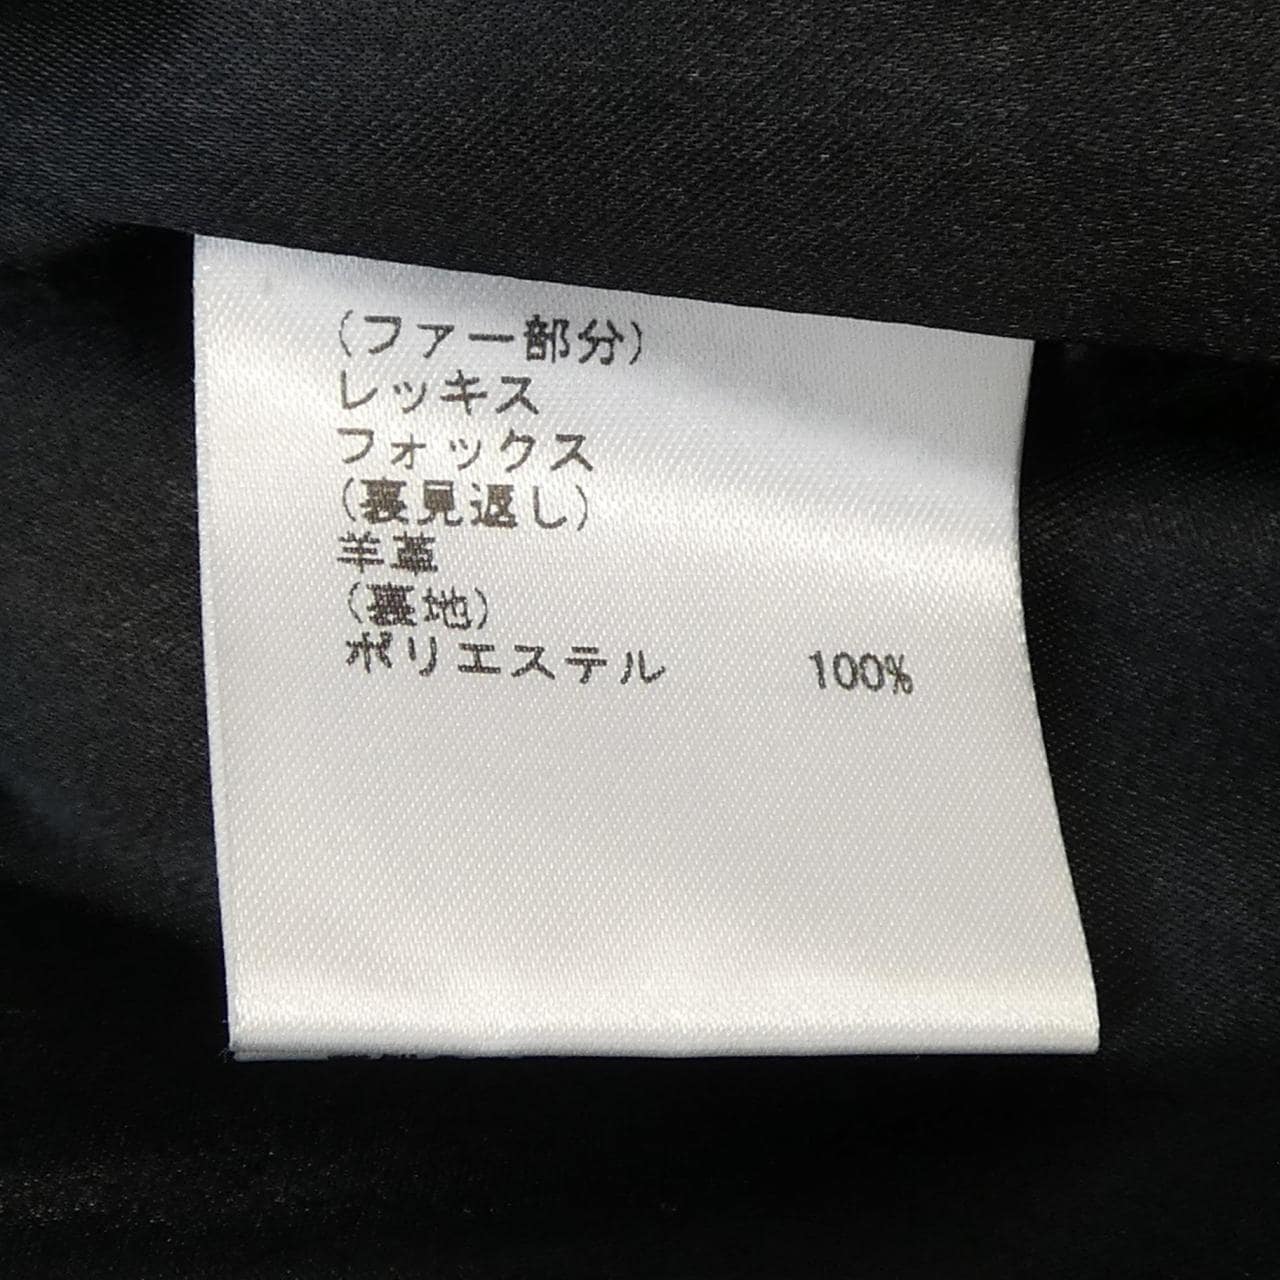 (ファー部分)
レッキス
フォックス
(裏見返し)
羊革
(裏地)
ポリエステル 100%